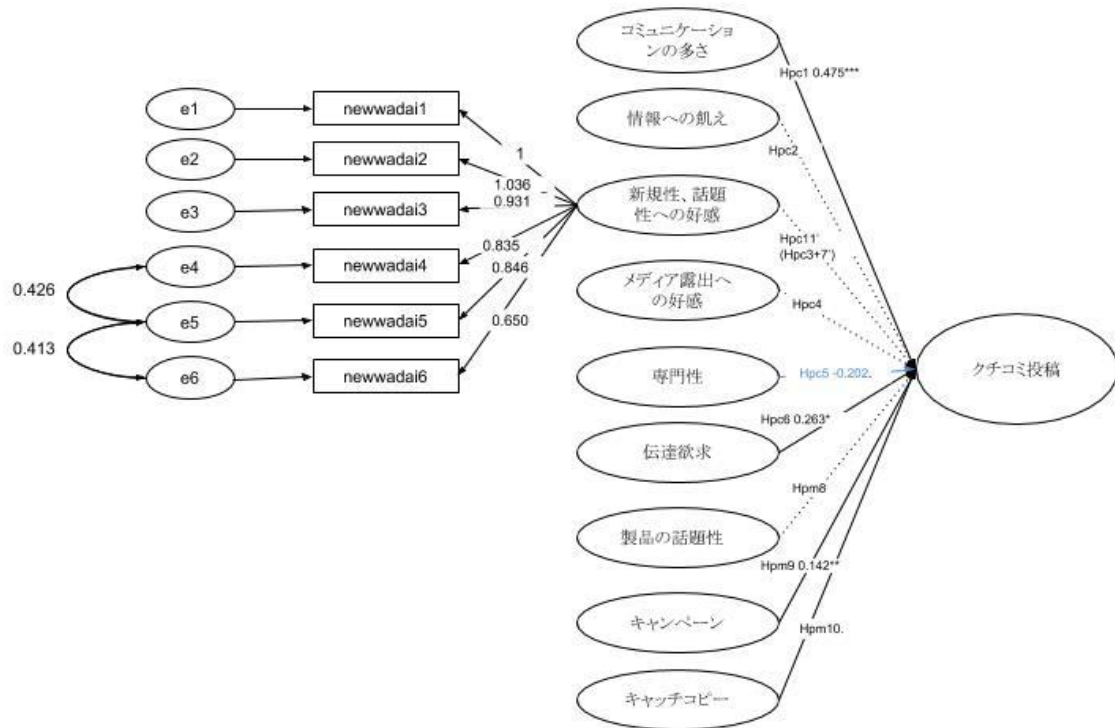 コミュニケーショ
ンの多さ
Hpc1 0.475***
e1
newwadai1
情報への飢え
Hpc2
1
e2
newwadai2
1.036
0.931
e3
newwadai3
新規性、話題
性への好感
Hpc11'
(Hpc3+7')
0.835
e4
newwadai4
0.846
メディア露出へ
の好感
Hpc4
0.426
e5
newwadai5
0.650
0.413
e6
newwadai6
専門性
Hpc5 -0.202.
クチコミ投稿
Hpc6 0.263*
伝達欲求
Hpm8
製品の話題性
Hpm9 0.142**
キャンペーン
Hpm10.
キャッチコピー